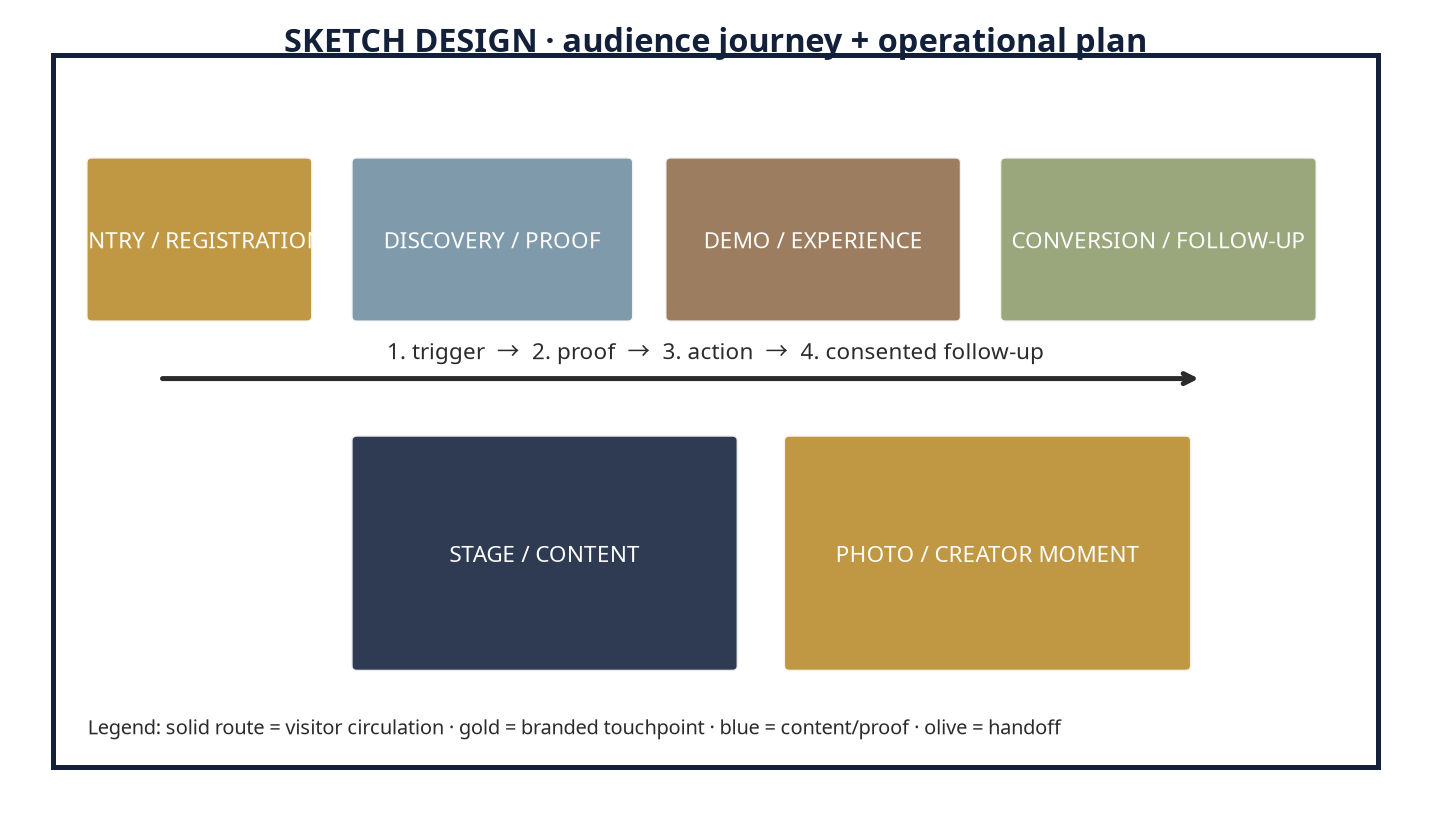 SKETCH DESIGN · audience journey + operational plan
NTRY / REGISTRATION
DISCOVERY / PROOF
DEMO / EXPERIENCE
CONVERSION / FOLLOW-UP
1. trigger → 2. proof → 3. action → 4. consented follow-up
STAGE / CONTENT
PHOTO / CREATOR MOMENT
Legend: solid route = visitor circulation · gold = branded touchpoint · blue = content/proof · olive = handoff